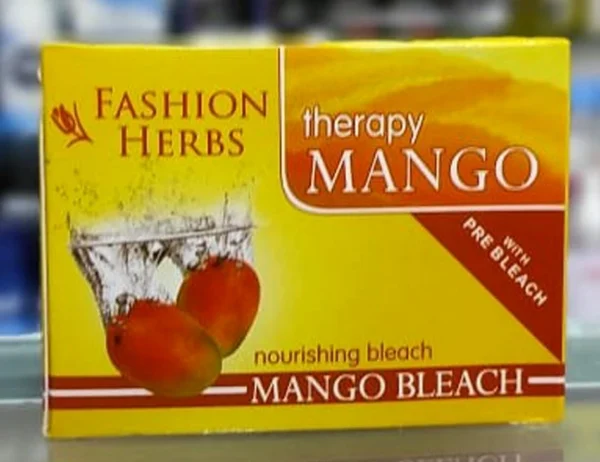 FASHION
HERBS
therapy
MANGO
WITH
PRE BLEACH
nourishing bleach
MANGO BLEACH